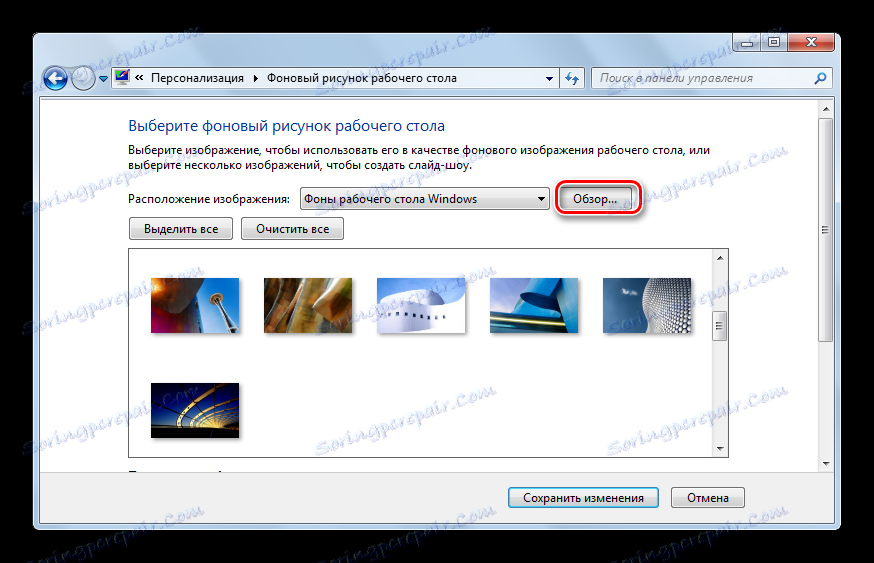 « Персонализация ▸ Фоновый рисунок рабочего стола
Поиск в панели управления
Выберите фоновый рисунок рабочего стола
Выберите изображение, чтобы использовать его в качестве фонового изображения рабочего стола, или
выберите несколько изображений, чтобы создать слайд-шоу.
Расположение изображения: Фоны рабочего стола Windows Обзор...
Выделить все Очистить все
Сохранить изменения Отмена
Soringpcrepair.com